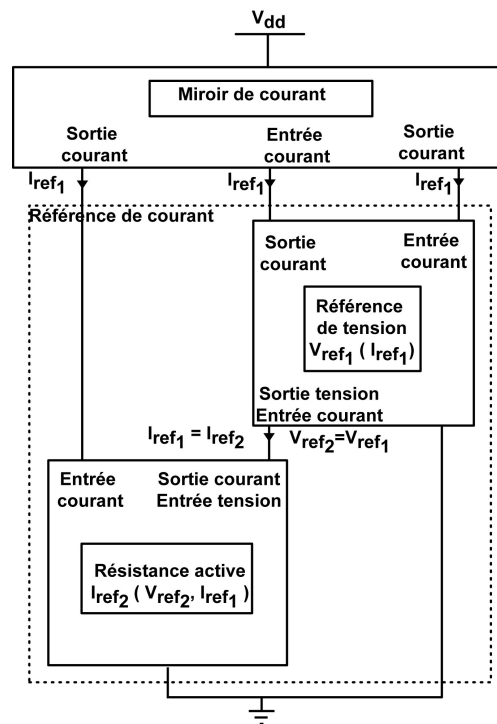 Vdd
Miroir de courant
Sortie
courant
Entrée
courant
Sortie
courant
Iref1
Iref1
Iref1
Référence de courant
Sortie
courant
Entrée
courant
Référence
de tension
Vref1 ( Iref1)
Sortie tension
Entrée courant
Iref1 = Iref2
Vref2=Vref1
Entrée
courant
Sortie courant
Entrée tension
Résistance active
Iref2 ( Vref2, Iref1 )